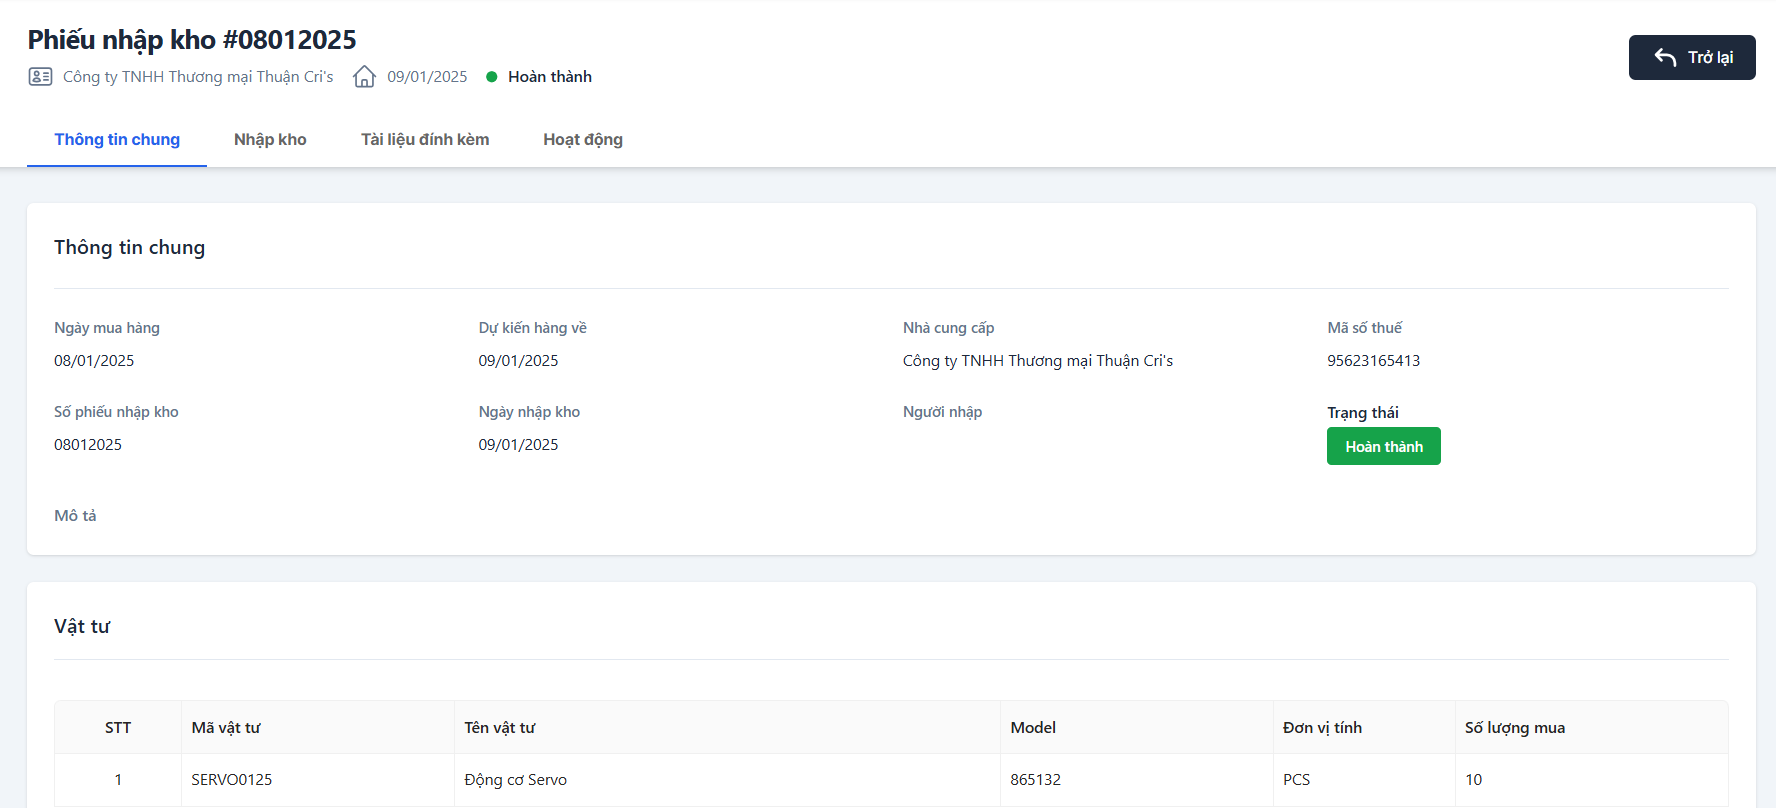 Phiếu nhập kho #08012025
Trở lại
Công ty TNHH Thương mại Thuận Cri's 09/01/2025 Hoàn thành
Thông tin chung Nhập kho Tài liệu đính kèm Hoạt động
Thông tin chung
Ngày mua hàng Dự kiến hàng về Nhà cung cấp Mã số thuế
08/01/2025 09/01/2025 Công ty TNHH Thương mại Thuận Cri's 95623165413
Số phiếu nhập kho Ngày nhập kho Người nhập Trạng thái
08012025 09/01/2025 Hoàn thành
Mô tả
Vật tư
STT Mã vật tư Tên vật tư Model Đơn vị tính Số lượng mua
1 SERVO0125 Động cơ Servo 865132 PCS 10